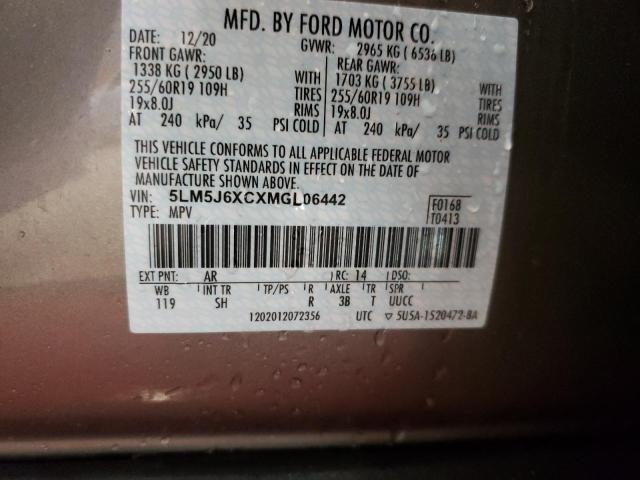 MFD. BY FORD MOTOR CO.
DATE: 12/20 GVWR: 2965 KG (6536 LB)
FRONT GAWR: REAR GAWR:
1338 KG (2950 LB) WITH 1703 KG (3755 LB) WITH
255/60R19 109H TIRES 255/60R19 109H TIRES
19x8.0J RIMS 19x8.0J RIMS
AT 240 kPa/ 35 PSI COLD AT 240 kPa/ 35 PSI COLD
THIS VEHICLE CONFORMS TO ALL APPLICABLE FEDERAL MOTOR
VEHICLE SAFETY STANDARDS IN EFFECT ON THE DATE OF
MANUFACTURE SHOWN ABOVE.
VIN: 5LM5J6XCXMGL06442 F0168
TYPE: MPV T0413
EXT PNT: AR RC: 14 DSO:
WB INT TR TP/PS R AXLE TR SPR
119 SH R 3B T UUCC
1202012072356 UTC ▽ 5U5A-1520472-BA